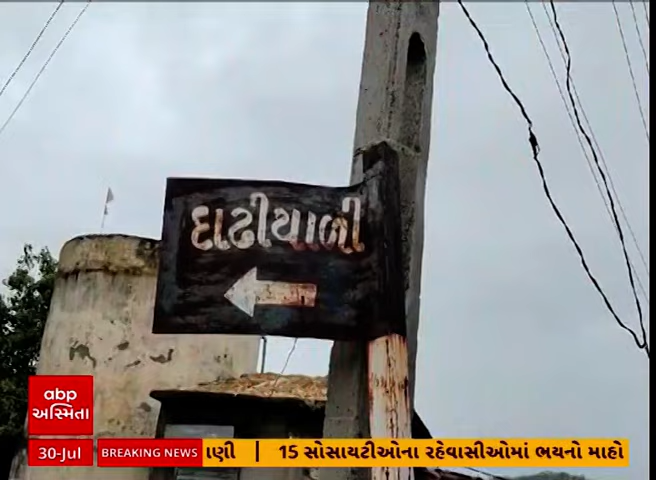 દાઢીયાળી
abp
અસ્મિતા
30-Jul
BREAKING NEWS
ાણી | 15 સોસાયટીઓના રહેવાસીઓમાં ભયનો માહો